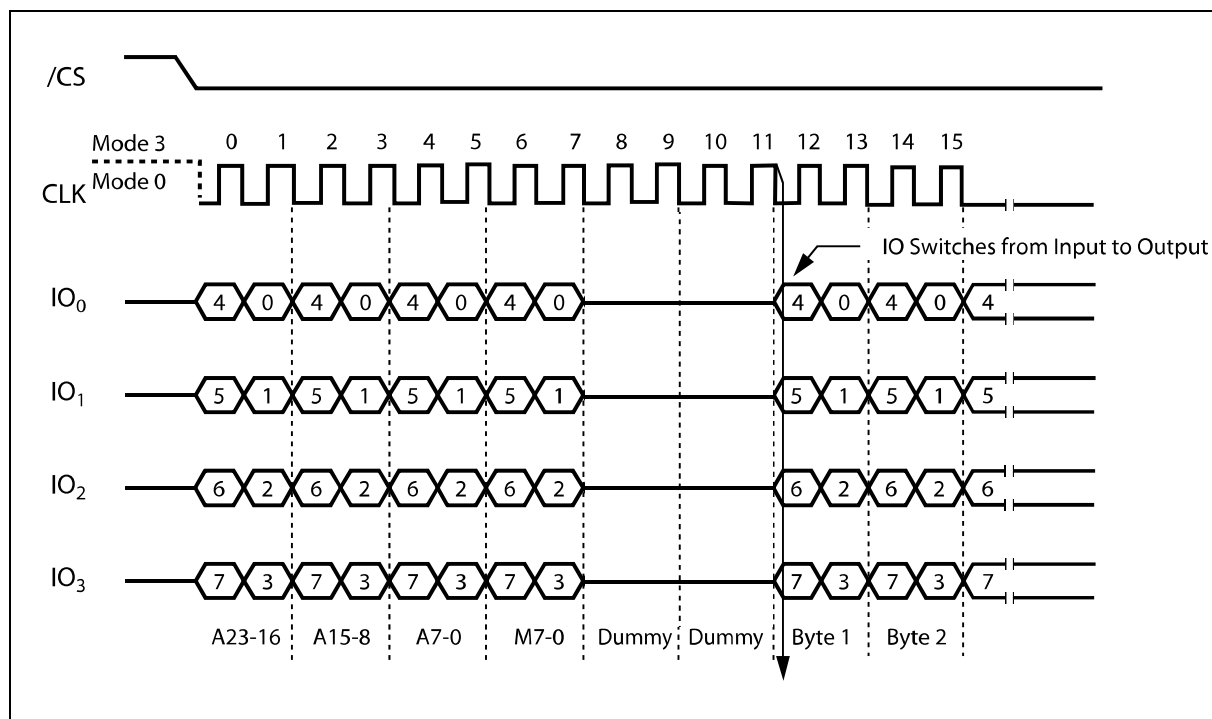 /CS
Mode 3
0 1 2 3 4 5 6 7 8 9 10 11 12 13 14 15
Mode 0
CLK
IO Switches from Input to Output
IO0 4 0 4 0 4 0 4 0 4 0 4 0 4
IO1 5 1 5 1 5 1 5 1 5 1 5 1 5
IO2 6 2 6 2 6 2 6 2 6 2 6 2 6
IO3 7 3 7 3 7 3 7 3 7 3 7 3 7
A23-16 A15-8 A7-0 M7-0 Dummy Dummy Byte 1 Byte 2